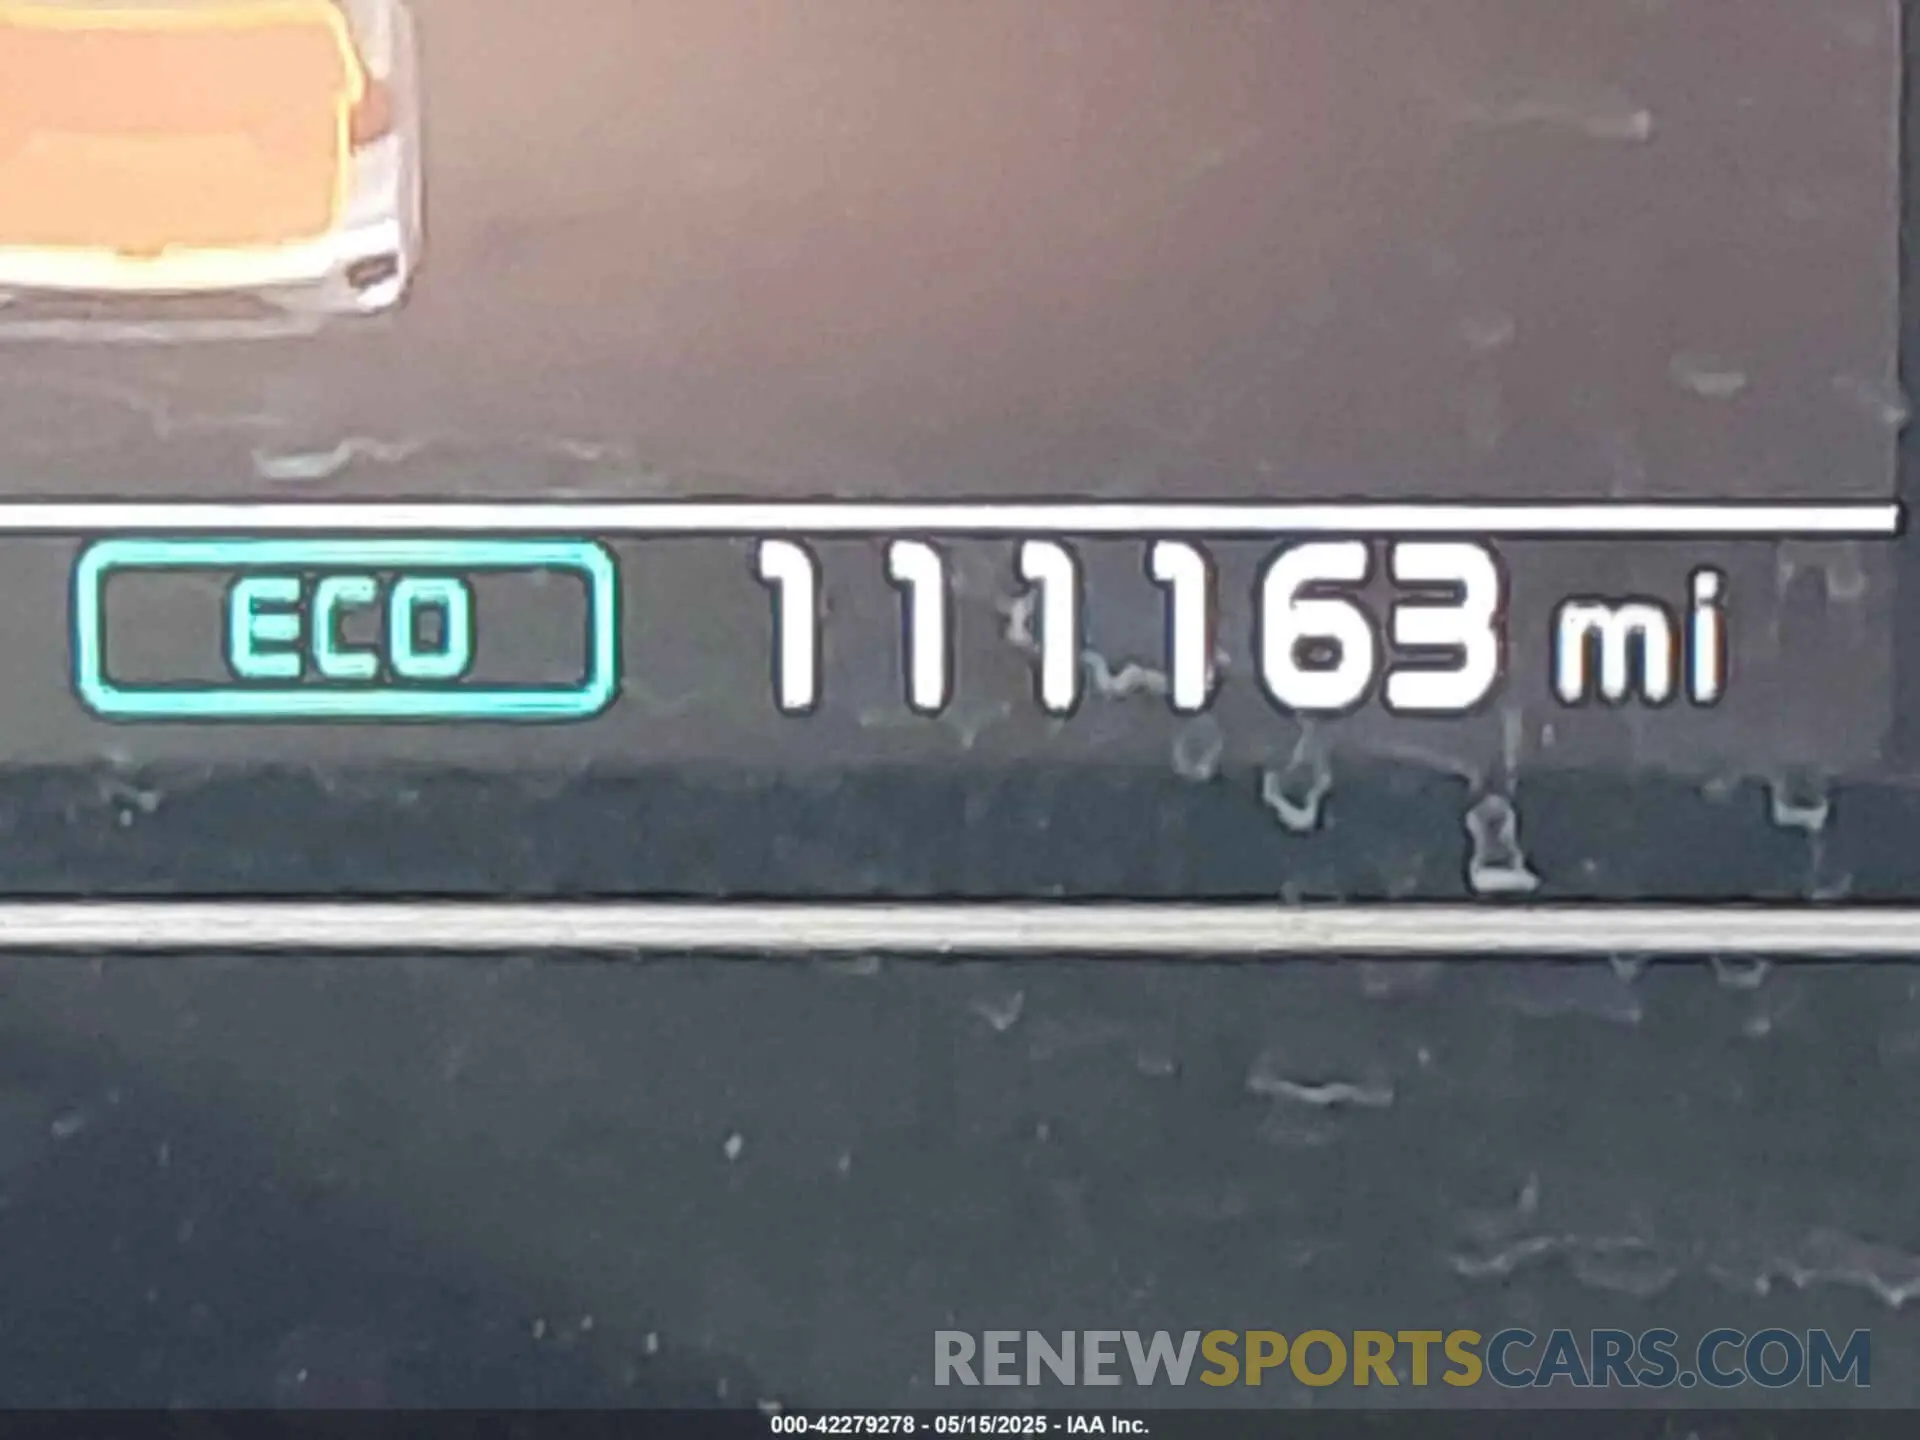 ECO 111163 mi
RENEWSPORTSCARS.COM
000-42279278 - 05/15/2025 - IAA Inc.